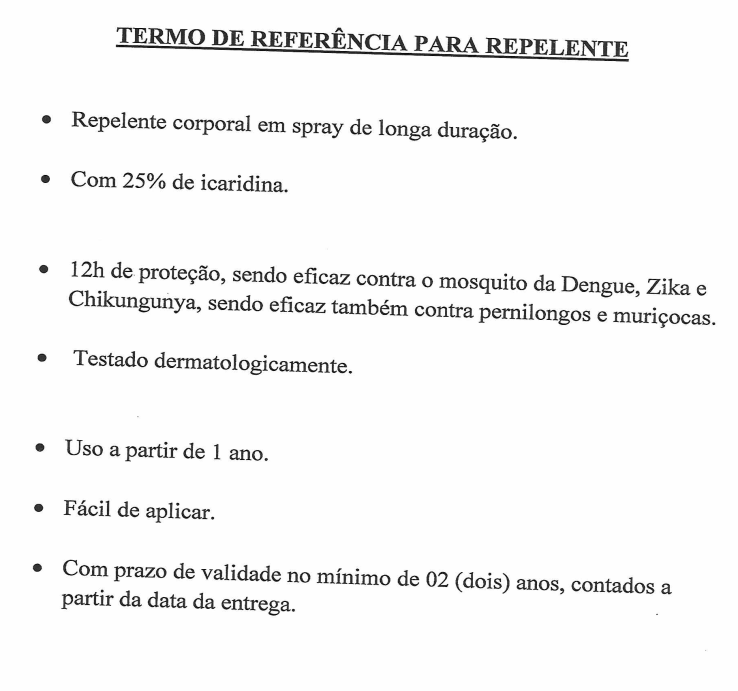 TERMO DE REFERÊNCIA PARA REPELENTE
• Repelente corporal em spray de longa duração.
• Com 25% de icaridina.
• 12h de proteção, sendo eficaz contra o mosquito da Dengue, Zika e
Chikungunya, sendo eficaz também contra pernilongos e muriçocas.
• Testado dermatologicamente.
• Uso a partir de 1 ano.
• Fácil de aplicar.
• Com prazo de validade no mínimo de 02 (dois) anos, contados a
partir da data da entrega.